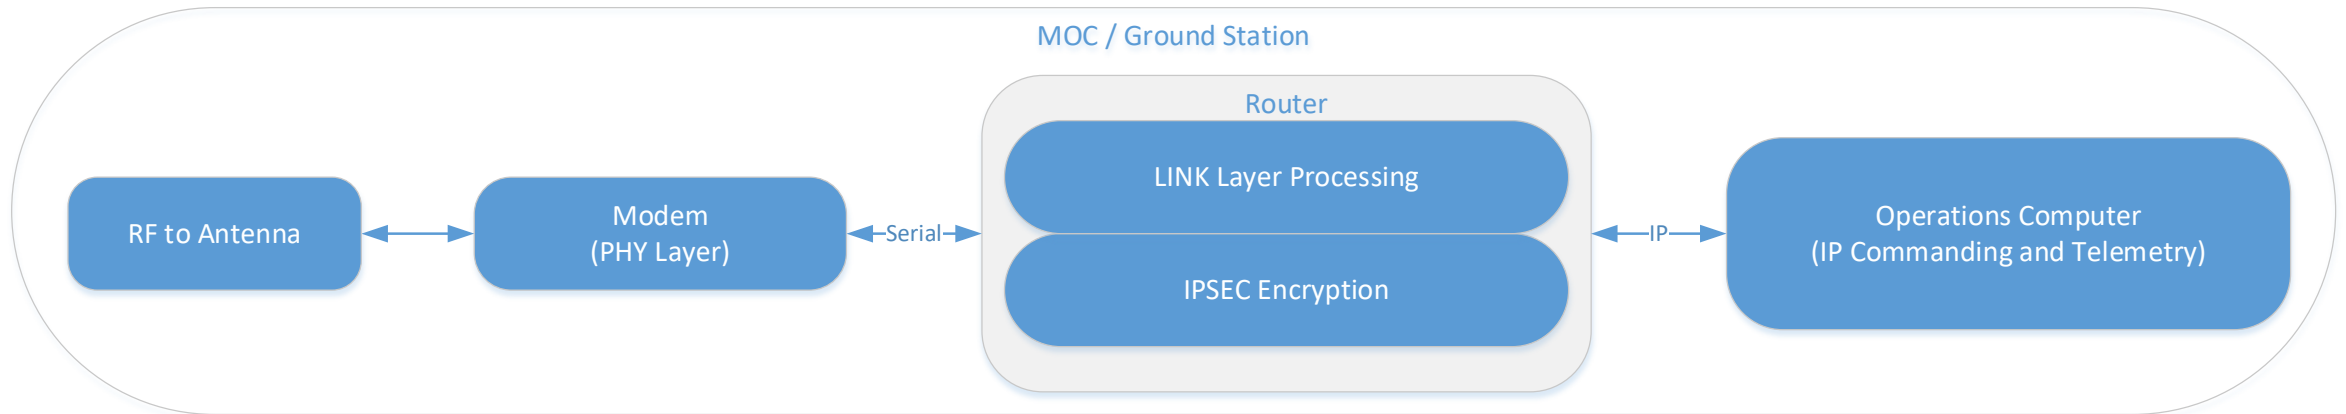 MOC / Ground Station
Router
LINK Layer Processing
RF to Antenna
Modem
(PHY Layer)
Serial
IPSEC Encryption
IP
Operations Computer
(IP Commanding and Telemetry)